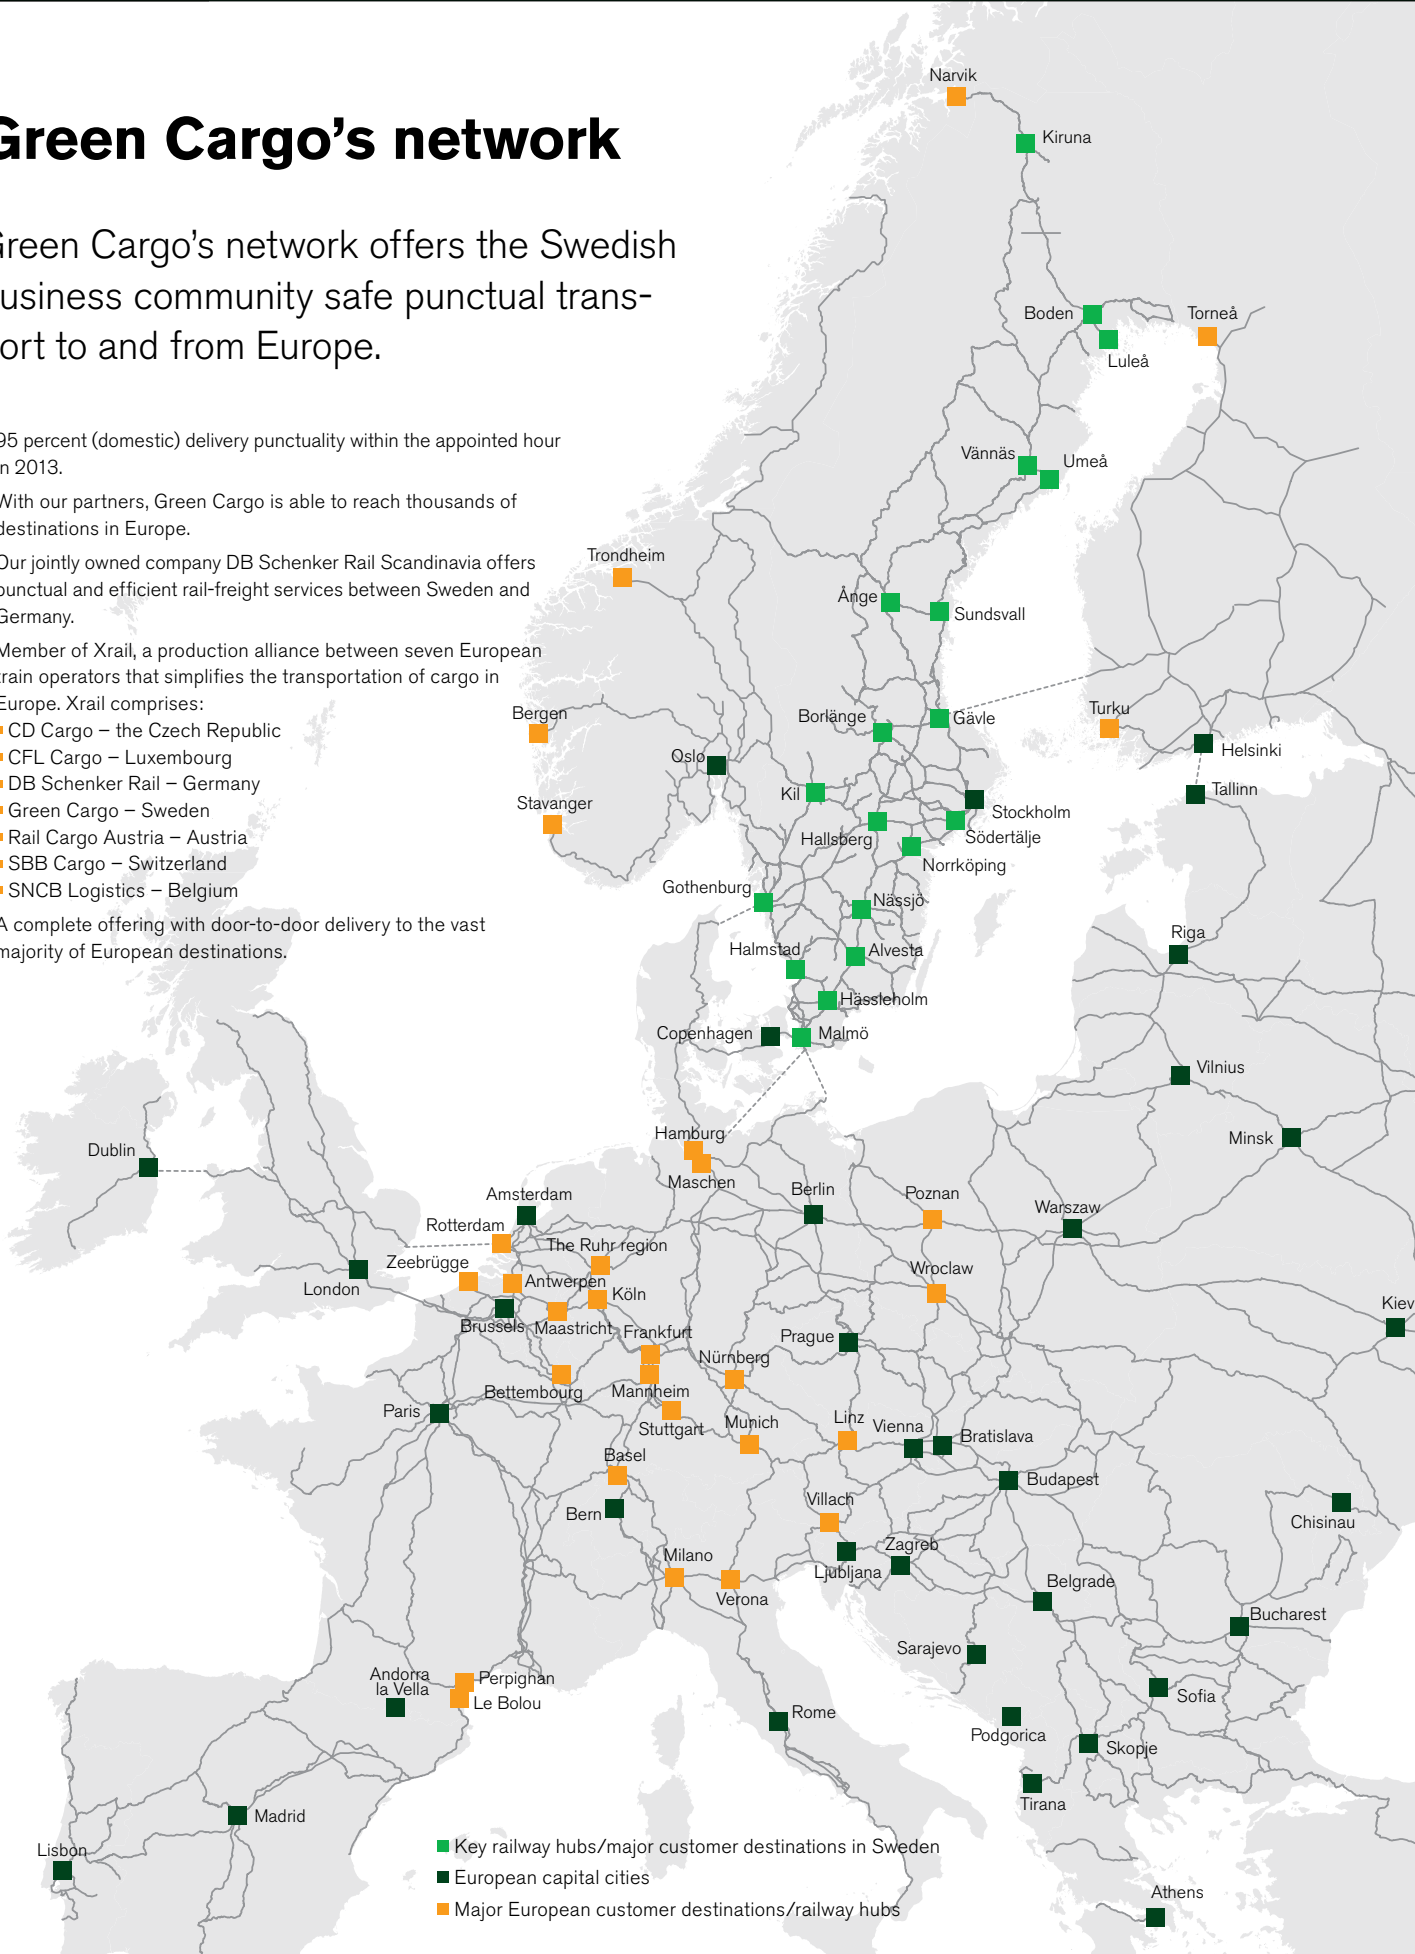 Green Cargo’s network
Green Cargo’s network offers the Swedish
usiness community safe punctual trans-
ort to and from Europe.
95 percent (domestic) delivery punctuality within the appointed hour
n 2013.
With our partners, Green Cargo is able to reach thousands of
destinations in Europe.
Our jointly owned company DB Schenker Rail Scandinavia offers
punctual and efficient rail-freight services between Sweden and
Germany.
Member of Xrail, a production alliance between seven European
train operators that simplifies the transportation of cargo in
Europe. Xrail comprises:
CD Cargo – the Czech Republic
CFL Cargo – Luxembourg
DB Schenker Rail – Germany
Green Cargo – Sweden
Rail Cargo Austria – Austria
SBB Cargo – Switzerland
SNCB Logistics – Belgium
A complete offering with door-to-door delivery to the vast
majority of European destinations.
Narvik
Kiruna
Boden
Torneå
Luleå
Vännäs
Umeå
Trondheim
Ånge
Sundsvall
Bergen
Borlänge
Gävle
Turku
Helsinki
Oslo
Tallinn
Kil
Stavanger
Stockholm
Hallsberg
Södertälje
Norrköping
Gothenburg
Nässjö
Riga
Halmstad
Alvesta
Hässleholm
Copenhagen
Malmö
Vilnius
Hamburg
Minsk
Dublin
Maschen
Amsterdam
Berlin
Poznan
Warszaw
Rotterdam
The Ruhr region
Zeebrügge
Wroclaw
London
Antwerpen
Köln
Kiev
Brussels
Maastricht
Frankfurt
Prague
Nürnberg
Bettembourg
Mannheim
Paris
Stuttgart
Munich
Linz
Vienna
Bratislava
Basel
Budapest
Bern
Villach
Chisinau
Milano
Zagreb
Ljubljana
Verona
Belgrade
Bucharest
Sarajevo
Andorra
la Vella
Perpignan
Le Bolou
Sofia
Rome
Podgorica
Skopje
Tirana
Madrid
Lisbon
Athens
Key railway hubs/major customer destinations in Sweden
European capital cities
Major European customer destinations/railway hubs